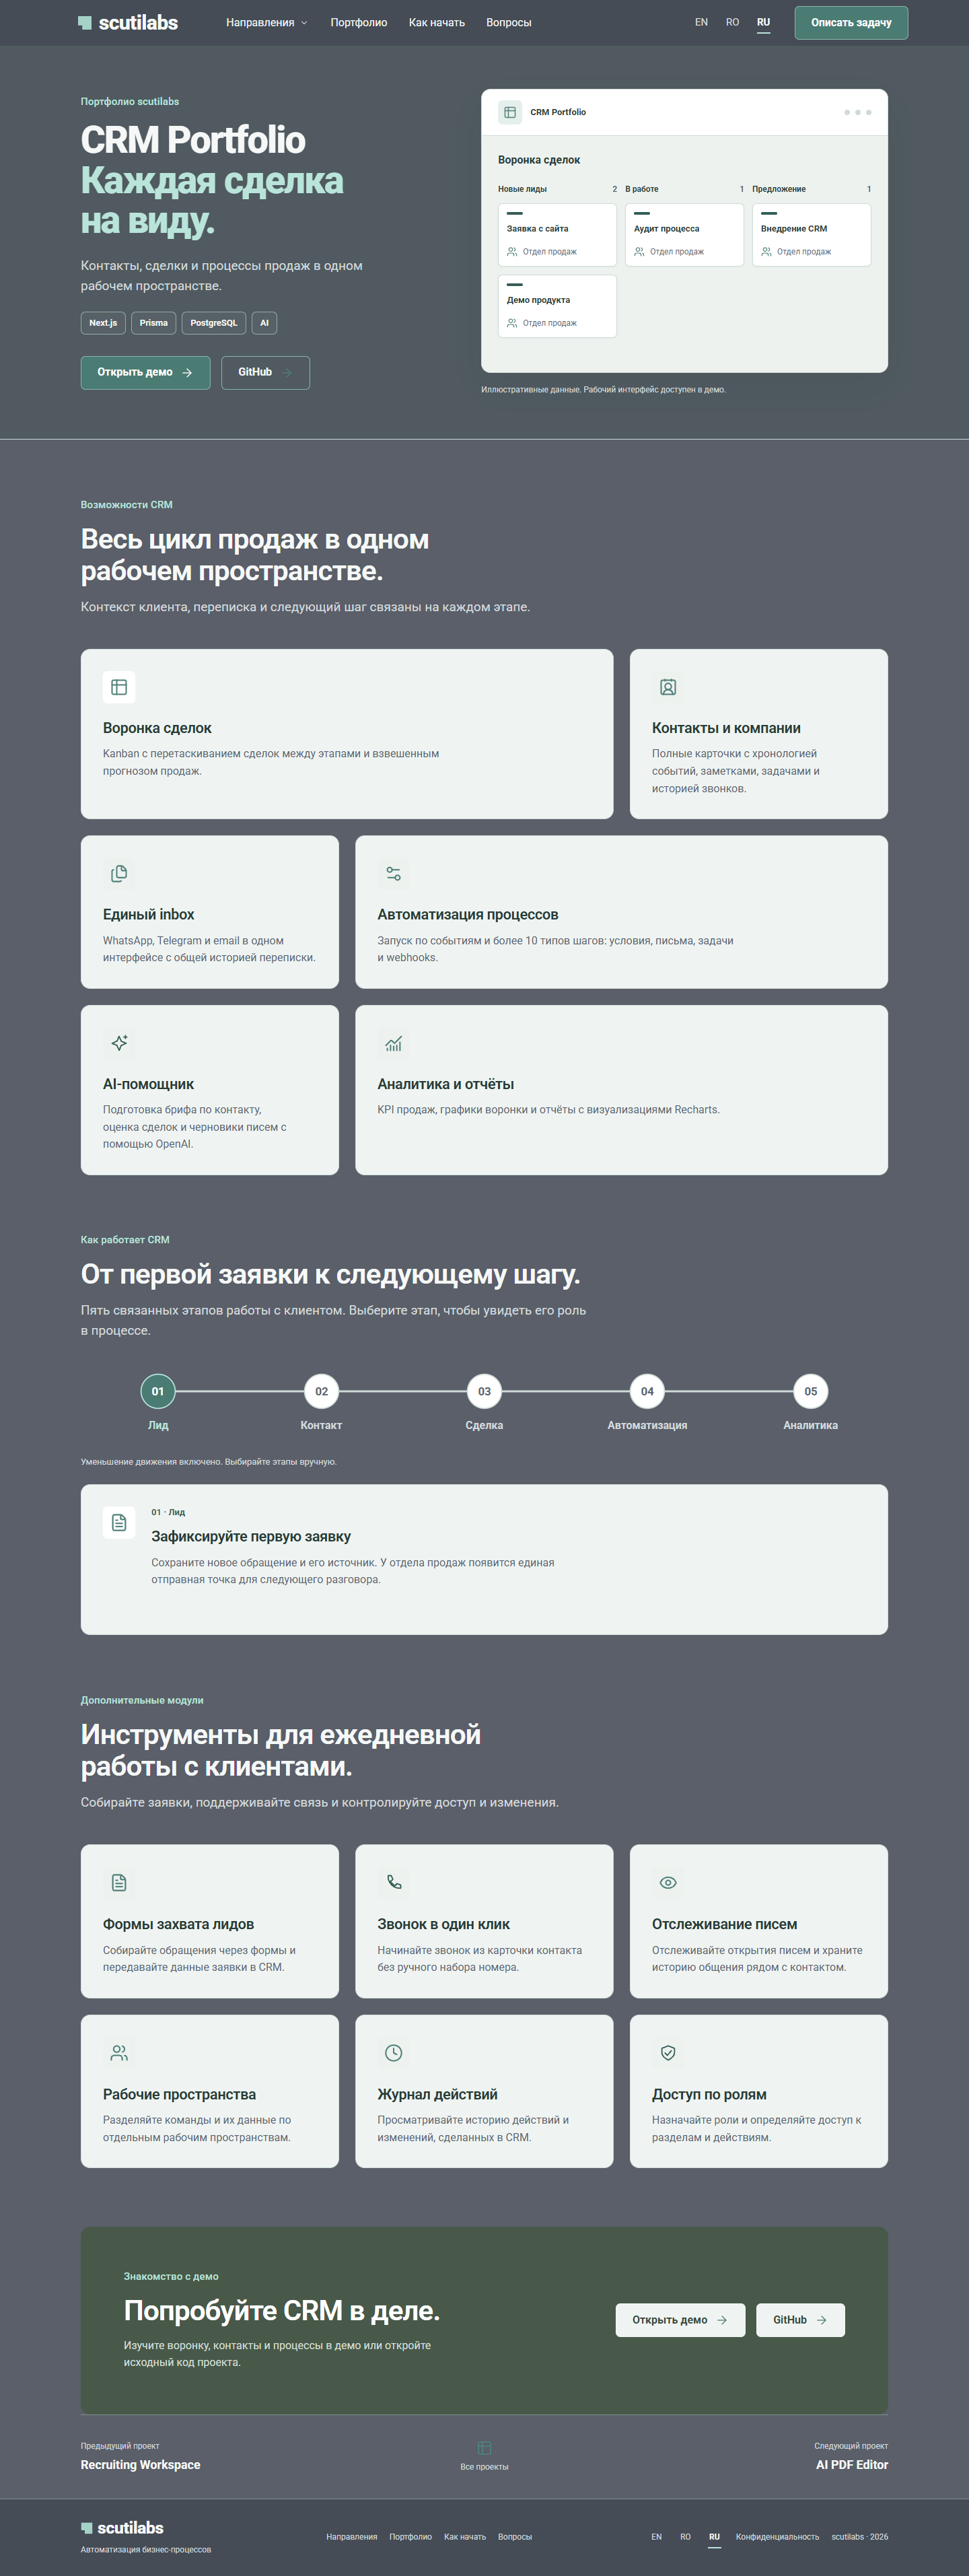 scutilabs
Направления
Портфолио
Как начать
Вопросы
EN
RO
RU
Описать задачу
Портфолио scutilabs
CRM Portfolio
Каждая сделка
на виду.
Контакты, сделки и процессы продаж в одном
рабочем пространстве.
Next.js
Prisma
PostgreSQL
AI
Открыть демо
GitHub
CRM Portfolio
Воронка сделок
Новые лиды 2
В работе 1
Предложение 1
Заявка с сайта
Отдел продаж
Аудит процесса
Отдел продаж
Внедрение CRM
Отдел продаж
Демо продукта
Отдел продаж
Иллюстративные данные. Рабочий интерфейс доступен в демо.
Возможности CRM
Весь цикл продаж в одном
рабочем пространстве.
Контекст клиента, переписка и следующий шаг связаны на каждом этапе.
Воронка сделок
Kanban с перетаскиванием сделок между этапами и взвешенным
прогнозом продаж.
Контакты и компании
Полные карточки с хронологией
событий, заметками, задачами и
историей звонков.
Единый inbox
WhatsApp, Telegram и email в одном
интерфейсе с общей историей переписки.
Автоматизация процессов
Запуск по событиям и более 10 типов шагов: условия, письма, задачи
и webhooks.
AI-помощник
Подготовка брифа по контакту,
оценка сделок и черновики писем с
помощью OpenAI.
Аналитика и отчёты
KPI продаж, графики воронки и отчёты с визуализациями Recharts.
Как работает CRM
От первой заявки к следующему шагу.
Пять связанных этапов работы с клиентом. Выберите этап, чтобы увидеть его роль
в процессе.
01
02
03
04
05
Лид
Контакт
Сделка
Автоматизация
Аналитика
Уменьшение движения включено. Выбирайте этапы вручную.
01 · Лид
Зафиксируйте первую заявку
Сохраните новое обращение и его источник. У отдела продаж появится единая
отправная точка для следующего разговора.
Дополнительные модули
Инструменты для ежедневной
работы с клиентами.
Собирайте заявки, поддерживайте связь и контролируйте доступ и изменения.
Формы захвата лидов
Собирайте обращения через формы и
передавайте данные заявки в CRM.
Звонок в один клик
Начинайте звонок из карточки контакта
без ручного набора номера.
Отслеживание писем
Отслеживайте открытия писем и храните
историю общения рядом с контактом.
Рабочие пространства
Разделяйте команды и их данные по
отдельным рабочим пространствам.
Журнал действий
Просматривайте историю действий и
изменений, сделанных в CRM.
Доступ по ролям
Назначайте роли и определяйте доступ к
разделам и действиям.
Знакомство с демо
Попробуйте CRM в деле.
Изучите воронку, контакты и процессы в демо или откройте
исходный код проекта.
Открыть демо
GitHub
Предыдущий проект
Recruiting Workspace
Все проекты
Следующий проект
AI PDF Editor
scutilabs
Автоматизация бизнес-процессов
Направления
Портфолио
Как начать
Вопросы
EN
RO
RU
Конфиденциальность
scutilabs · 2026